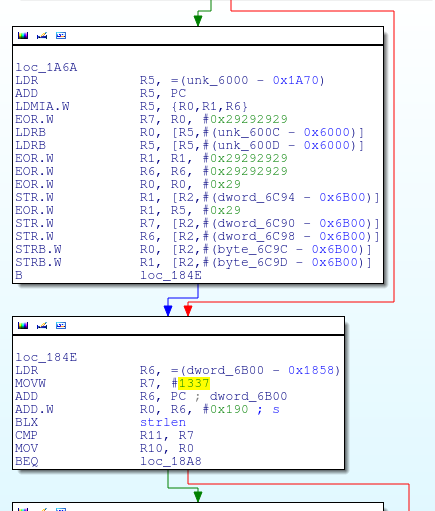 loc_1A6A
LDR R5, =(unk_6000 - 0x1A70)
ADD R5, PC
LDMIA.W R5, {R0,R1,R6}
EOR.W R7, R0, #0x29292929
LDRB R0, [R5,#(unk_600C - 0x6000)]
LDRB R5, [R5,#(unk_600D - 0x6000)]
EOR.W R1, R1, #0x29292929
EOR.W R6, R6, #0x29292929
EOR.W R0, R0, #0x29
STR.W R1, [R2,#(dword_6C94 - 0x6B00)]
EOR.W R1, R5, #0x29
STR.W R7, [R2,#(dword_6C90 - 0x6B00)]
STR.W R6, [R2,#(dword_6C98 - 0x6B00)]
STRB.W R0, [R2,#(byte_6C9C - 0x6B00)]
STRB.W R1, [R2,#(byte_6C9D - 0x6B00)]
B loc_184E
loc_184E
LDR R6, =(dword_6B00 - 0x1858)
MOVW R7, #1337
ADD R6, PC ; dword_6B00
ADD.W R0, R6, #0x190 ; s
BLX strlen
CMP R11, R7
MOV R10, R0
BEQ loc_18A8